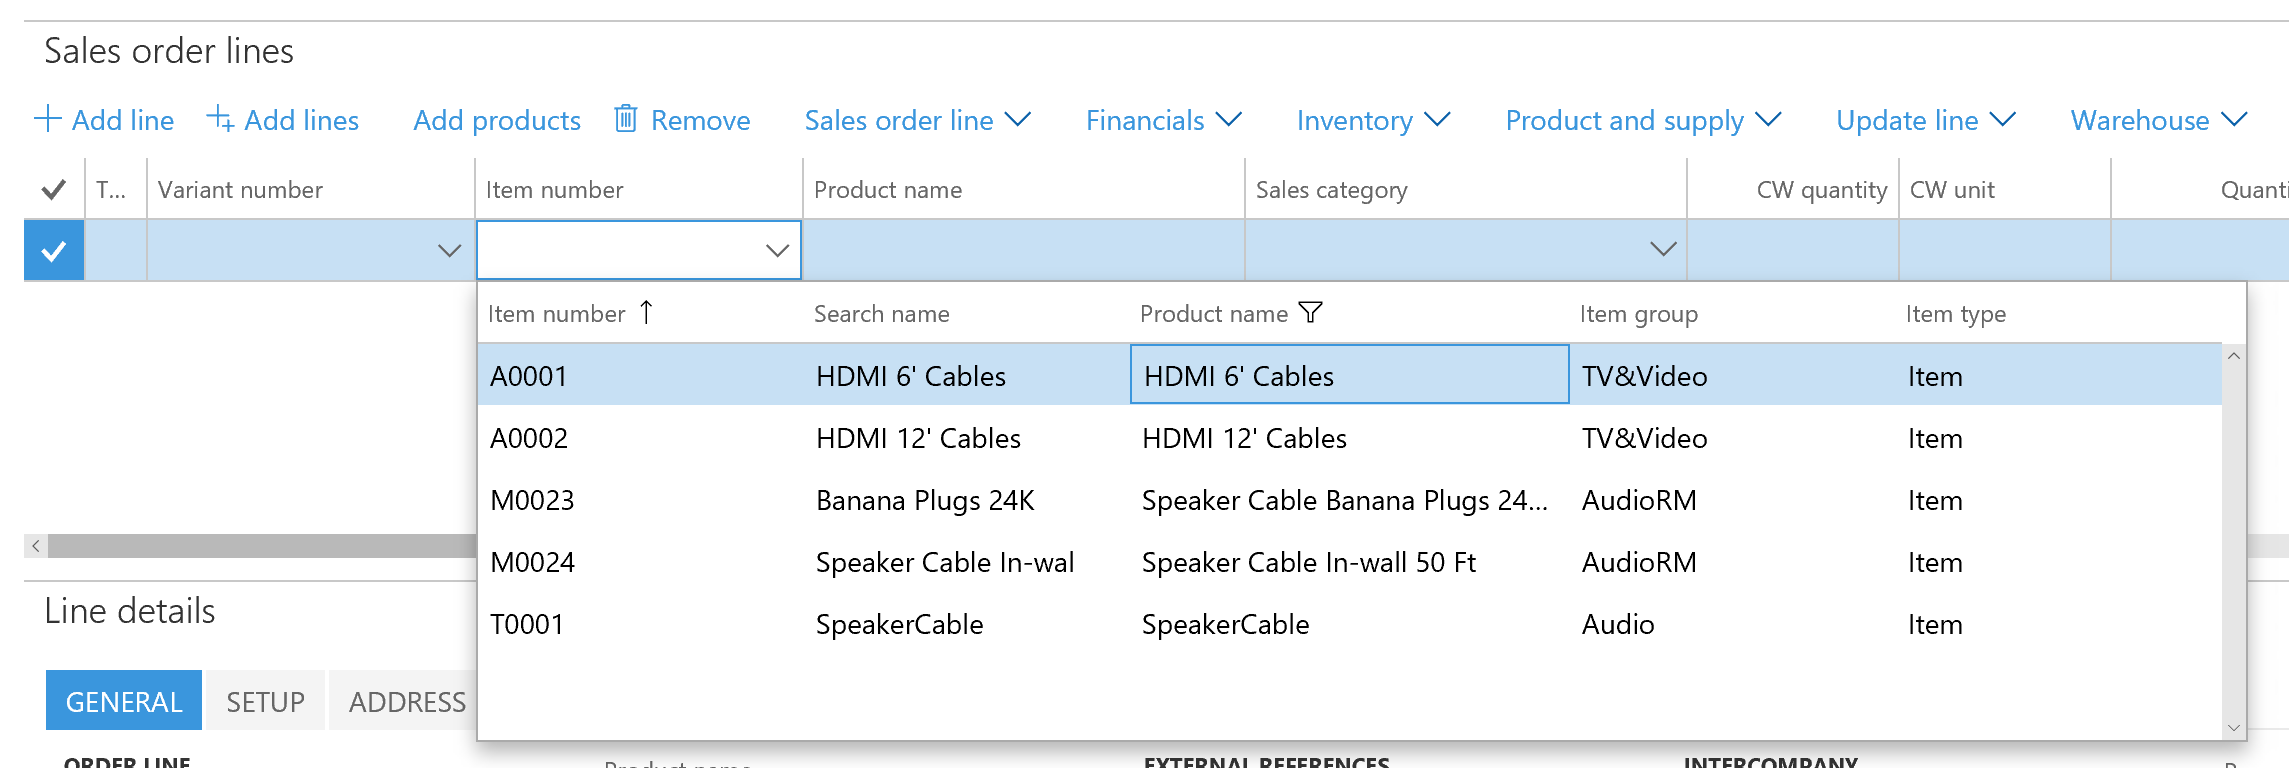 Sales order lines
Add line Add lines Add products Remove Sales order line Financials Inventory Product and supply Update line Warehouse
T... Variant number Item number Product name Sales category CW quantity CW unit Quanti
Item number Search name Product name Item group Item type
A0001 HDMI 6' Cables HDMI 6' Cables TV&Video Item
A0002 HDMI 12' Cables HDMI 12' Cables TV&Video Item
M0023 Banana Plugs 24K Speaker Cable Banana Plugs 24... AudioRM Item
M0024 Speaker Cable In-wal Speaker Cable In-wall 50 Ft AudioRM Item
T0001 SpeakerCable SpeakerCable Audio Item
Line details
GENERAL SETUP ADDRESS
ORDER LINE Product name EXTERNAL REFERENCES INTERCOMPANY